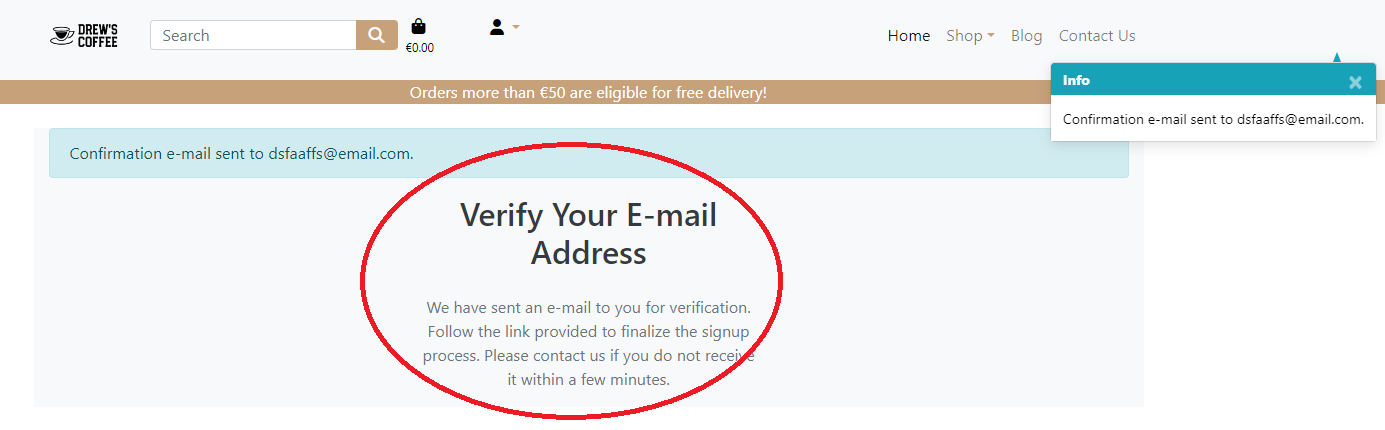 DREW'S
COFFEE
Search
€0.00
Home
Shop
Blog
Contact Us
Info
Confirmation e-mail sent to dsfaaffs@email.com.
Orders more than €50 are eligible for free delivery!
Confirmation e-mail sent to dsfaaffs@email.com.
Verify Your E-mail
Address
We have sent an e-mail to you for verification.
Follow the link provided to finalize the signup
process. Please contact us if you do not receive
it within a few minutes.